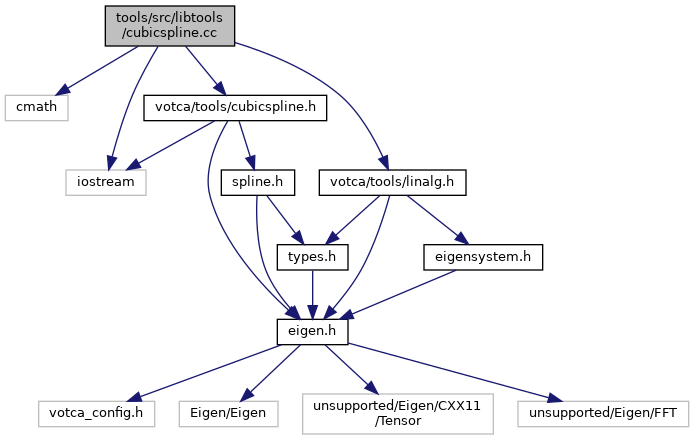 tools/src/libtools
/cubicspline.cc
cmath
votca/tools/cubicspline.h
iostream
spline.h
votca/tools/linalg.h
types.h
eigensystem.h
eigen.h
votca_config.h
Eigen/Eigen
unsupported/Eigen/CXX11
/Tensor
unsupported/Eigen/FFT